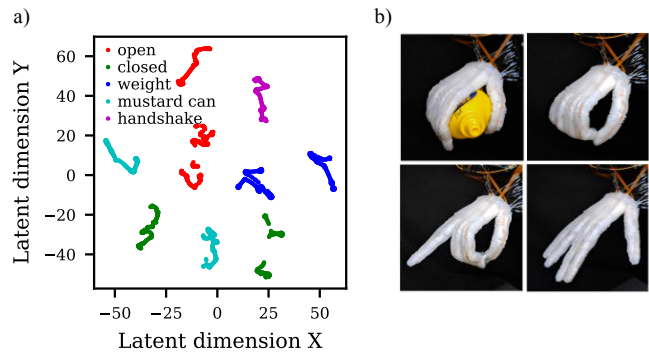 a)
b)
open
closed
weight
mustard can
handshake
60
40
20
0
−20
−40
Latent dimension Y
−50
−25
0
25
50
Latent dimension X